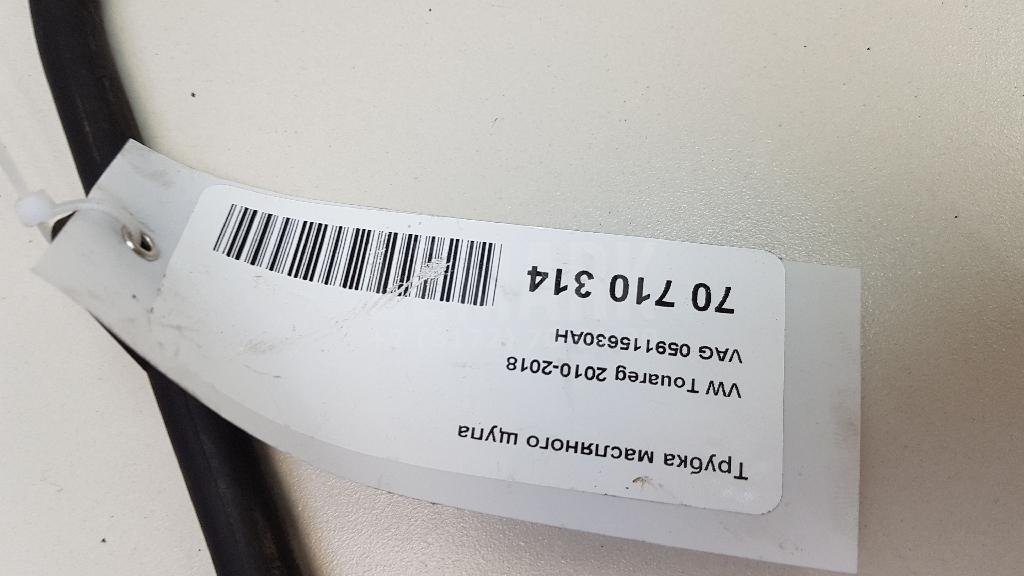 Трубка масляного щупа
VW Touareg 2010-2018
VAG 059115630AH
70 710 314